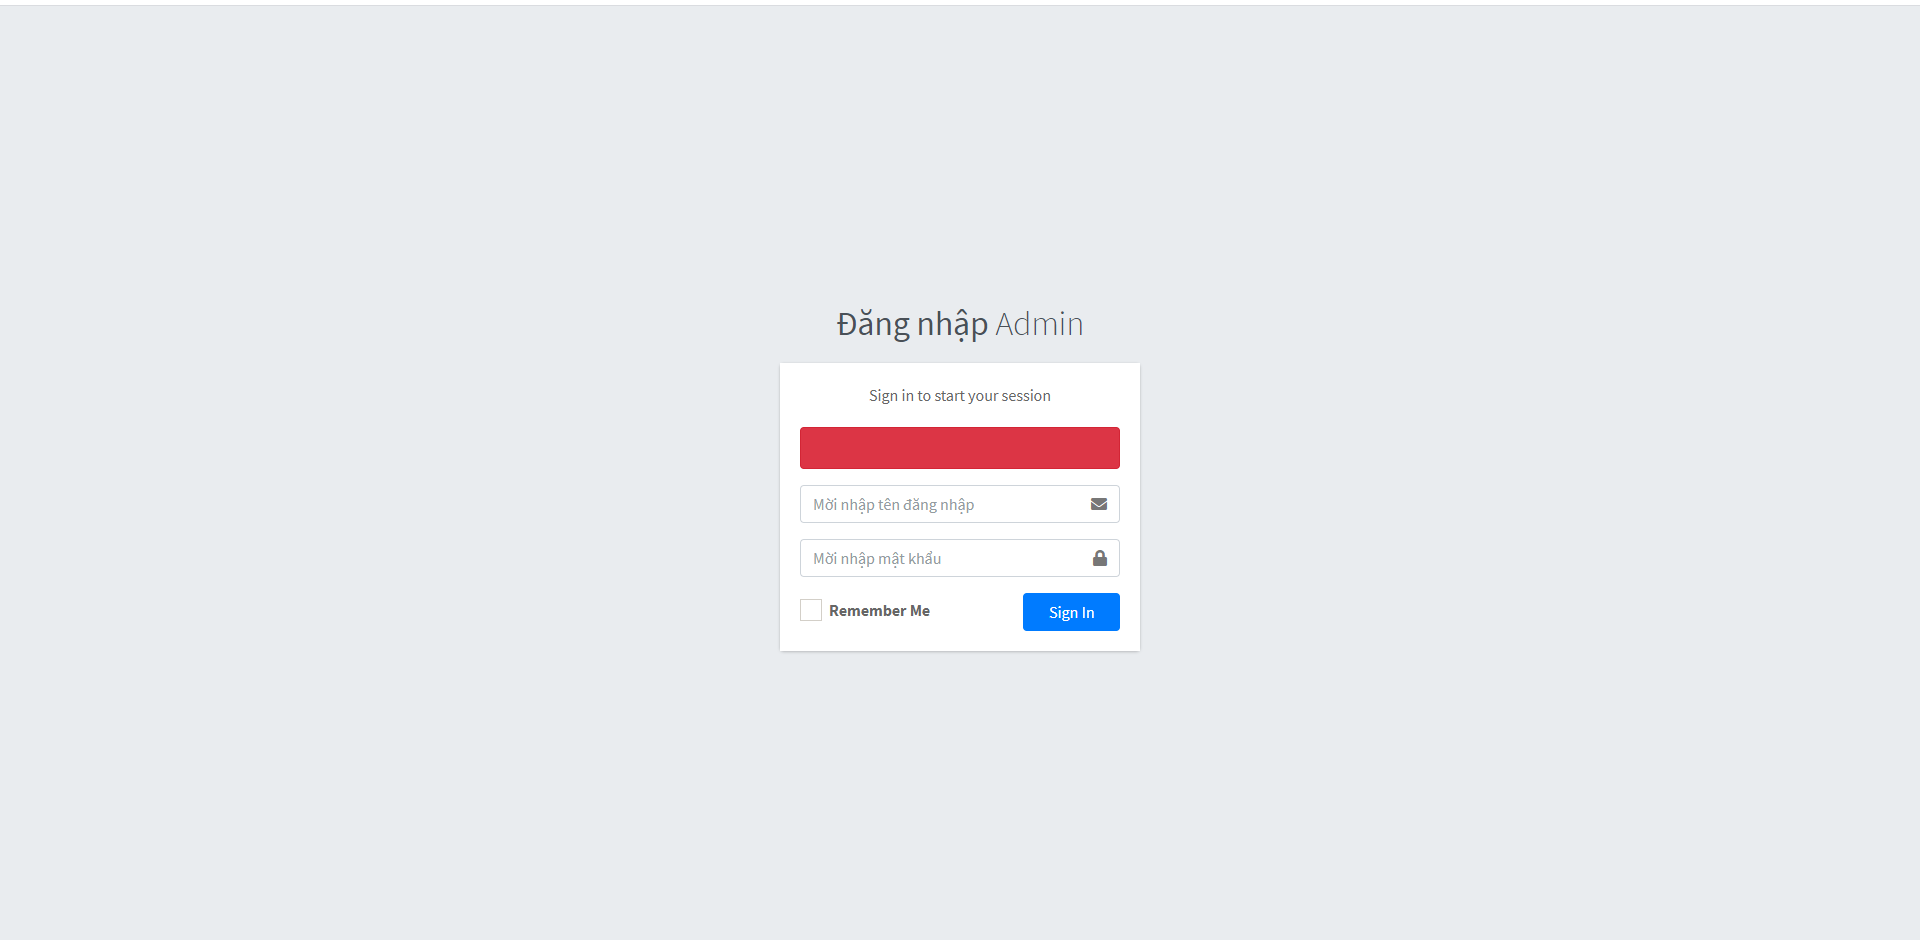 Đăng nhập Admin
Sign in to start your session
Mời nhập tên đăng nhập
Mời nhập mật khẩu
Remember Me
Sign In